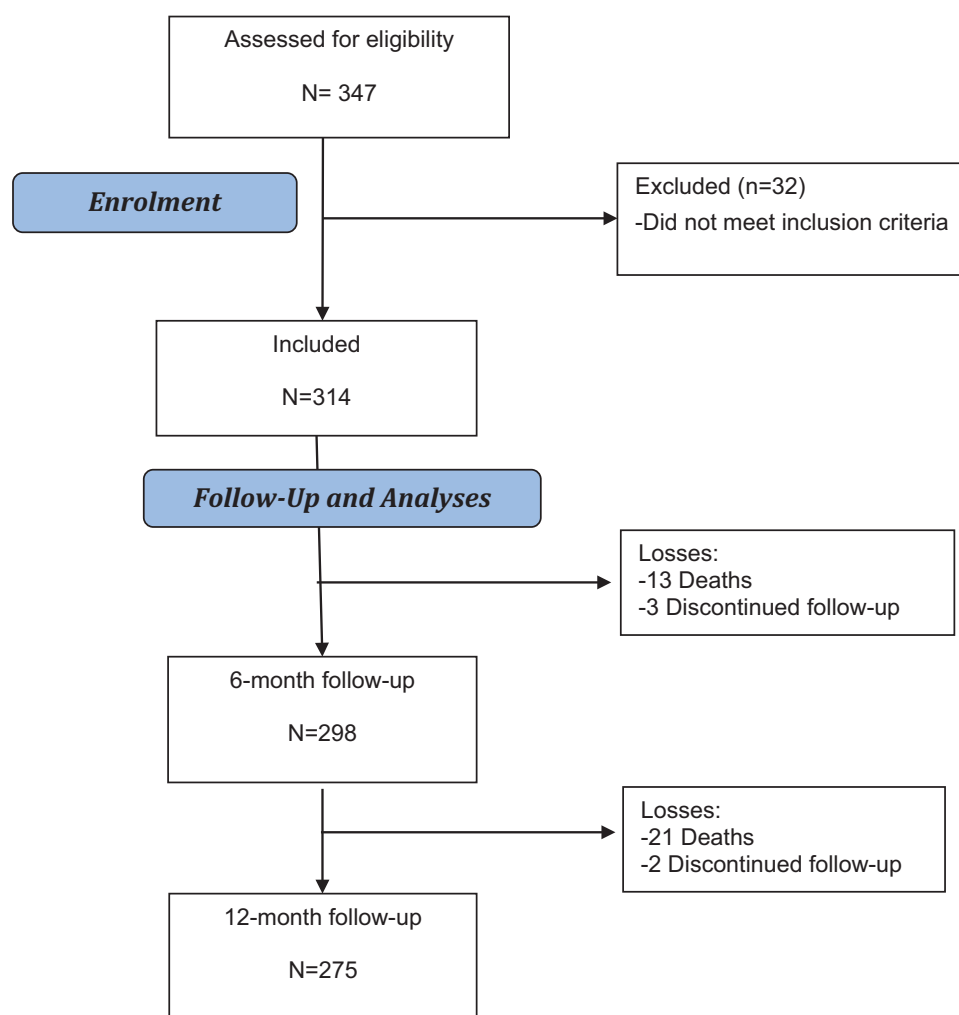 Assessed for eligibility
N= 347
Enrolment
Excluded (n=32)
-Did not meet inclusion criteria
Included
N=314
Follow-Up and Analyses
Losses:
-13 Deaths
-3 Discontinued follow-up
6-month follow-up
N=298
Losses:
-21 Deaths
-2 Discontinued follow-up
12-month follow-up
N=275